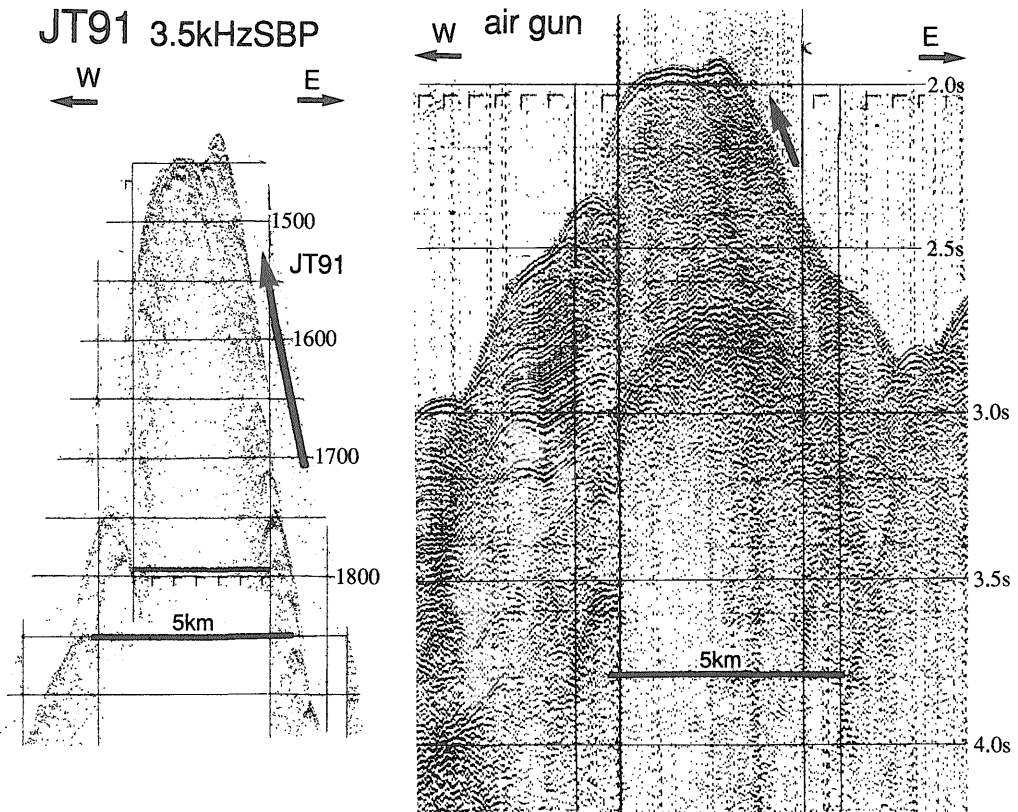 JT91 3.5kHzSBP
W
E
1500
JT91
1600
1700
1800
5km
W
air gun
E
2.0s
2.5s
3.0s
3.5s
5km
4.0s